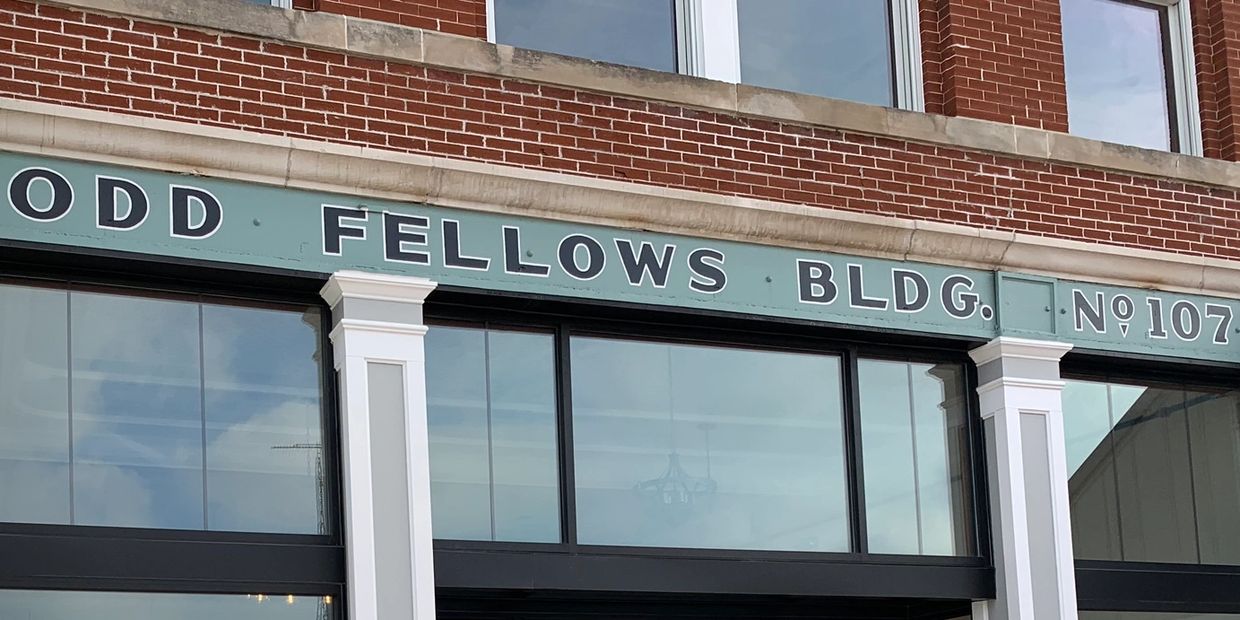 ODD FELLOWS BLDG. No 107